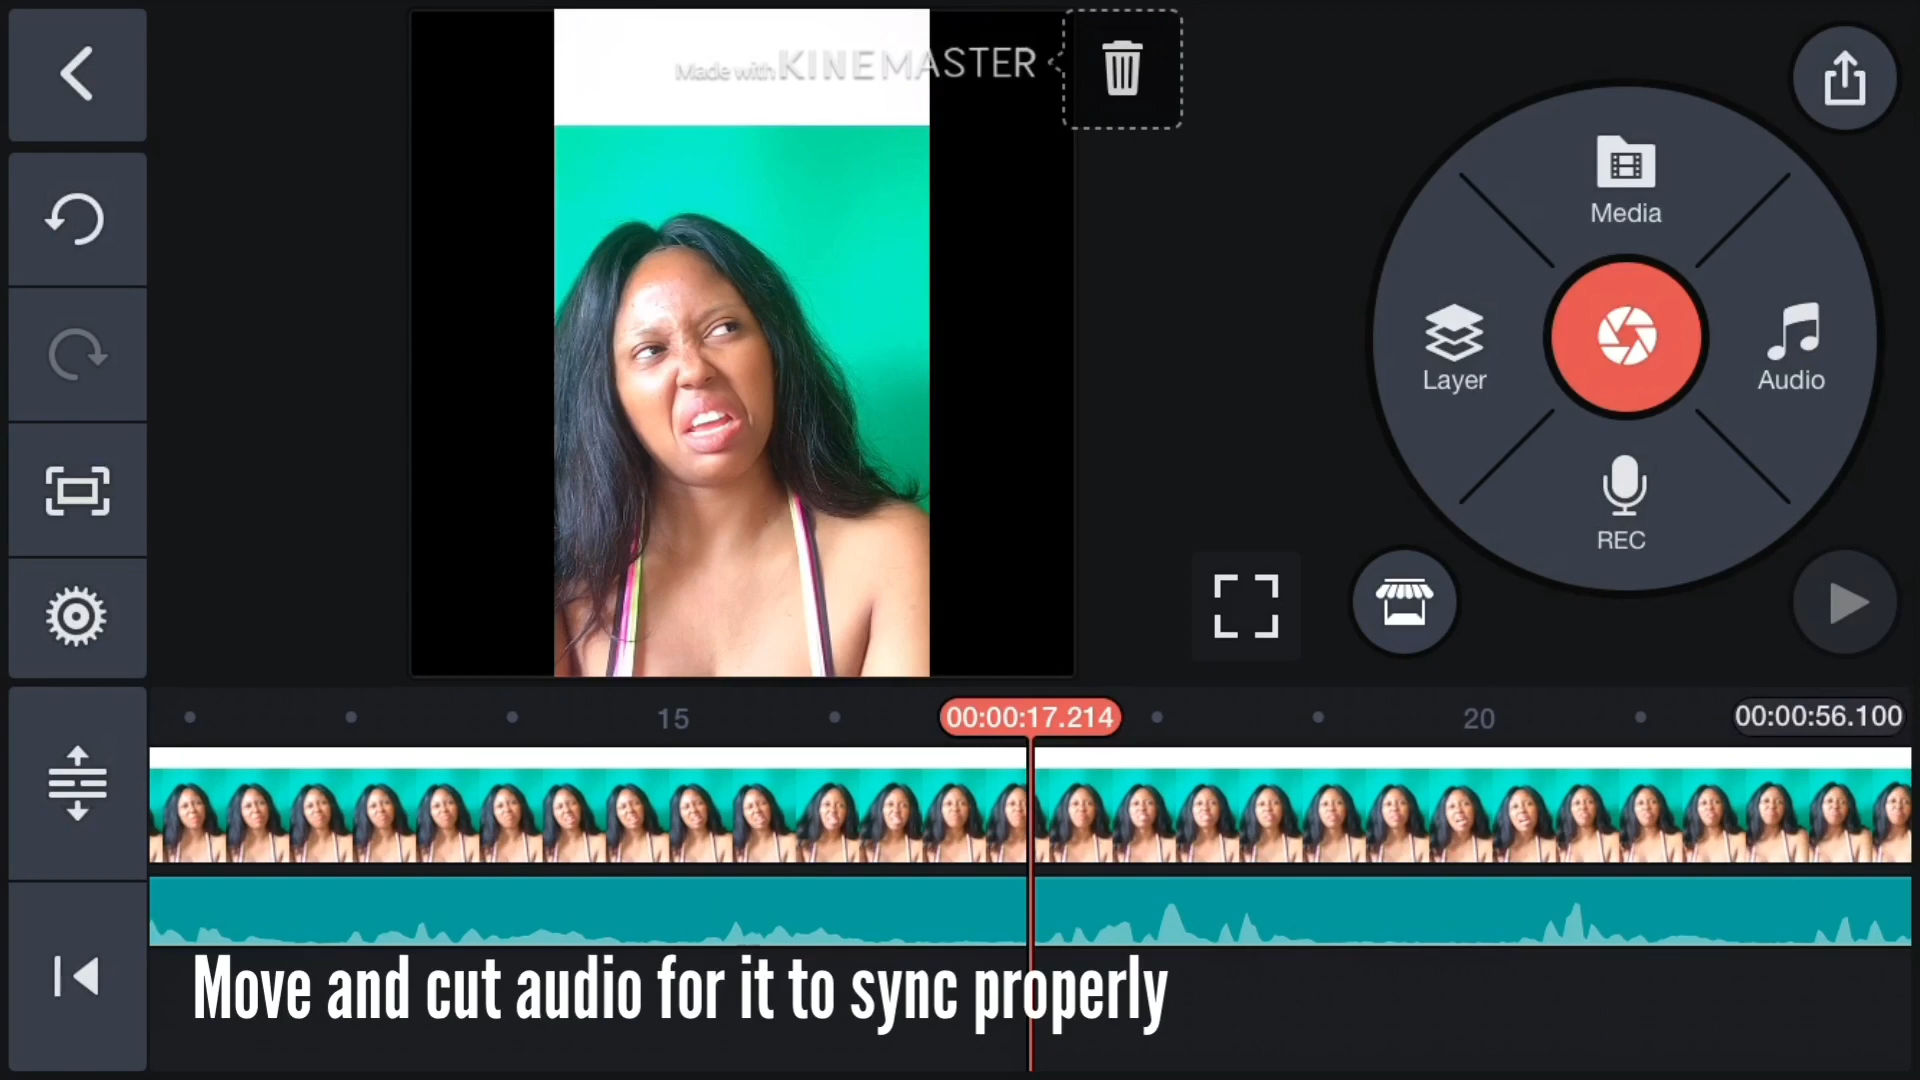 Made with KINEMASTER
Media
Layer
Audio
REC
15
00:00:17.214
20
00:00:56.100
Move and cut audio for it to sync properly